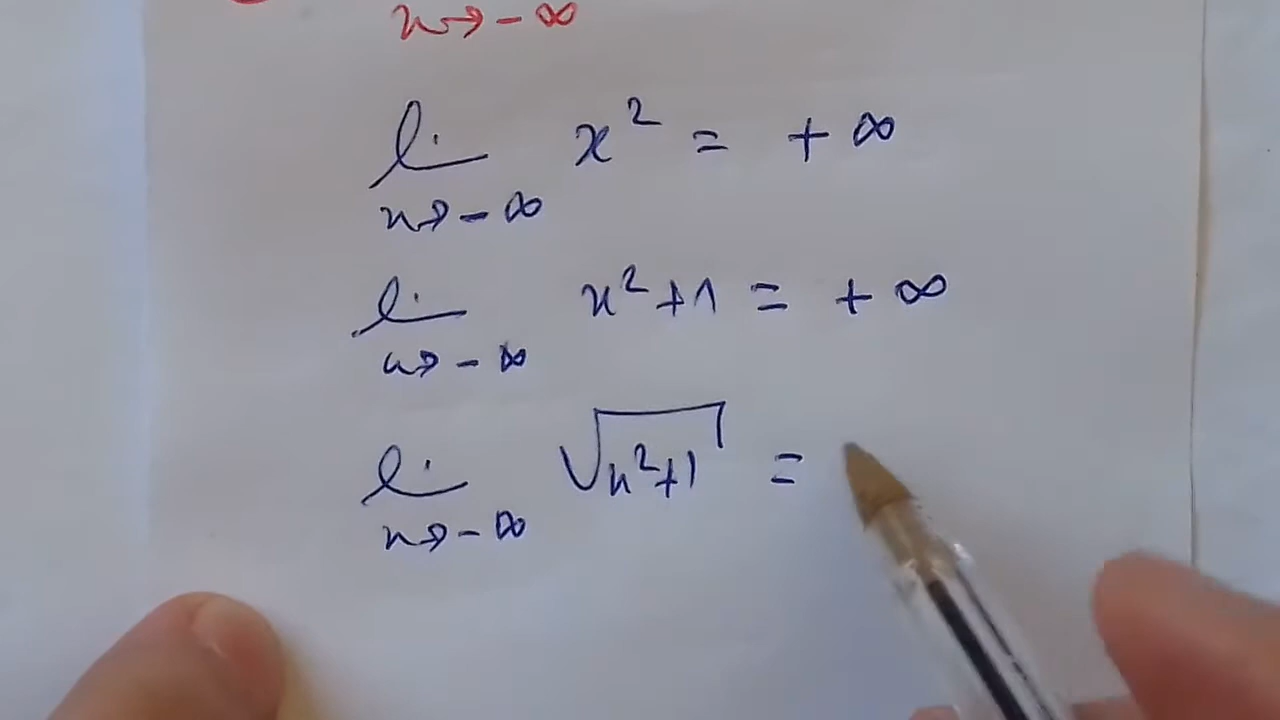 x→-∞
lim x² = +∞
x→-∞
lim x²+1 = +∞
x→-∞
lim √(x²+1) =
x→-∞